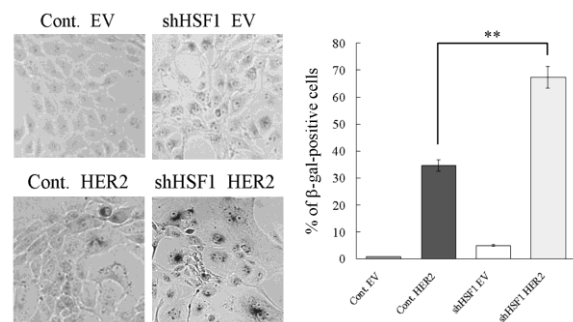 Cont. EV
shHSF1 EV
Cont. HER2
shHSF1 HER2
% of β-gal-positive cells
80
70
60
50
40
30
20
10
0
**
Cont. EV
Cont. HER2
shHSF1 EV
shHSF1 HER2